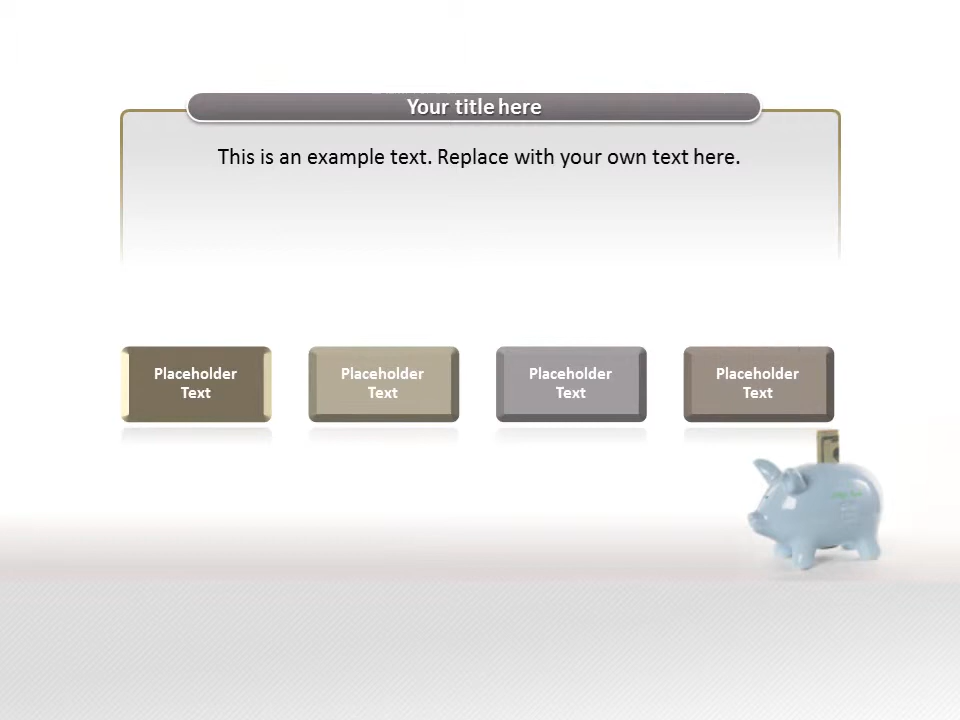 Your title here
This is an example text. Replace with your own text here.
Placeholder
Text
Placeholder
Text
Placeholder
Text
Placeholder
Text